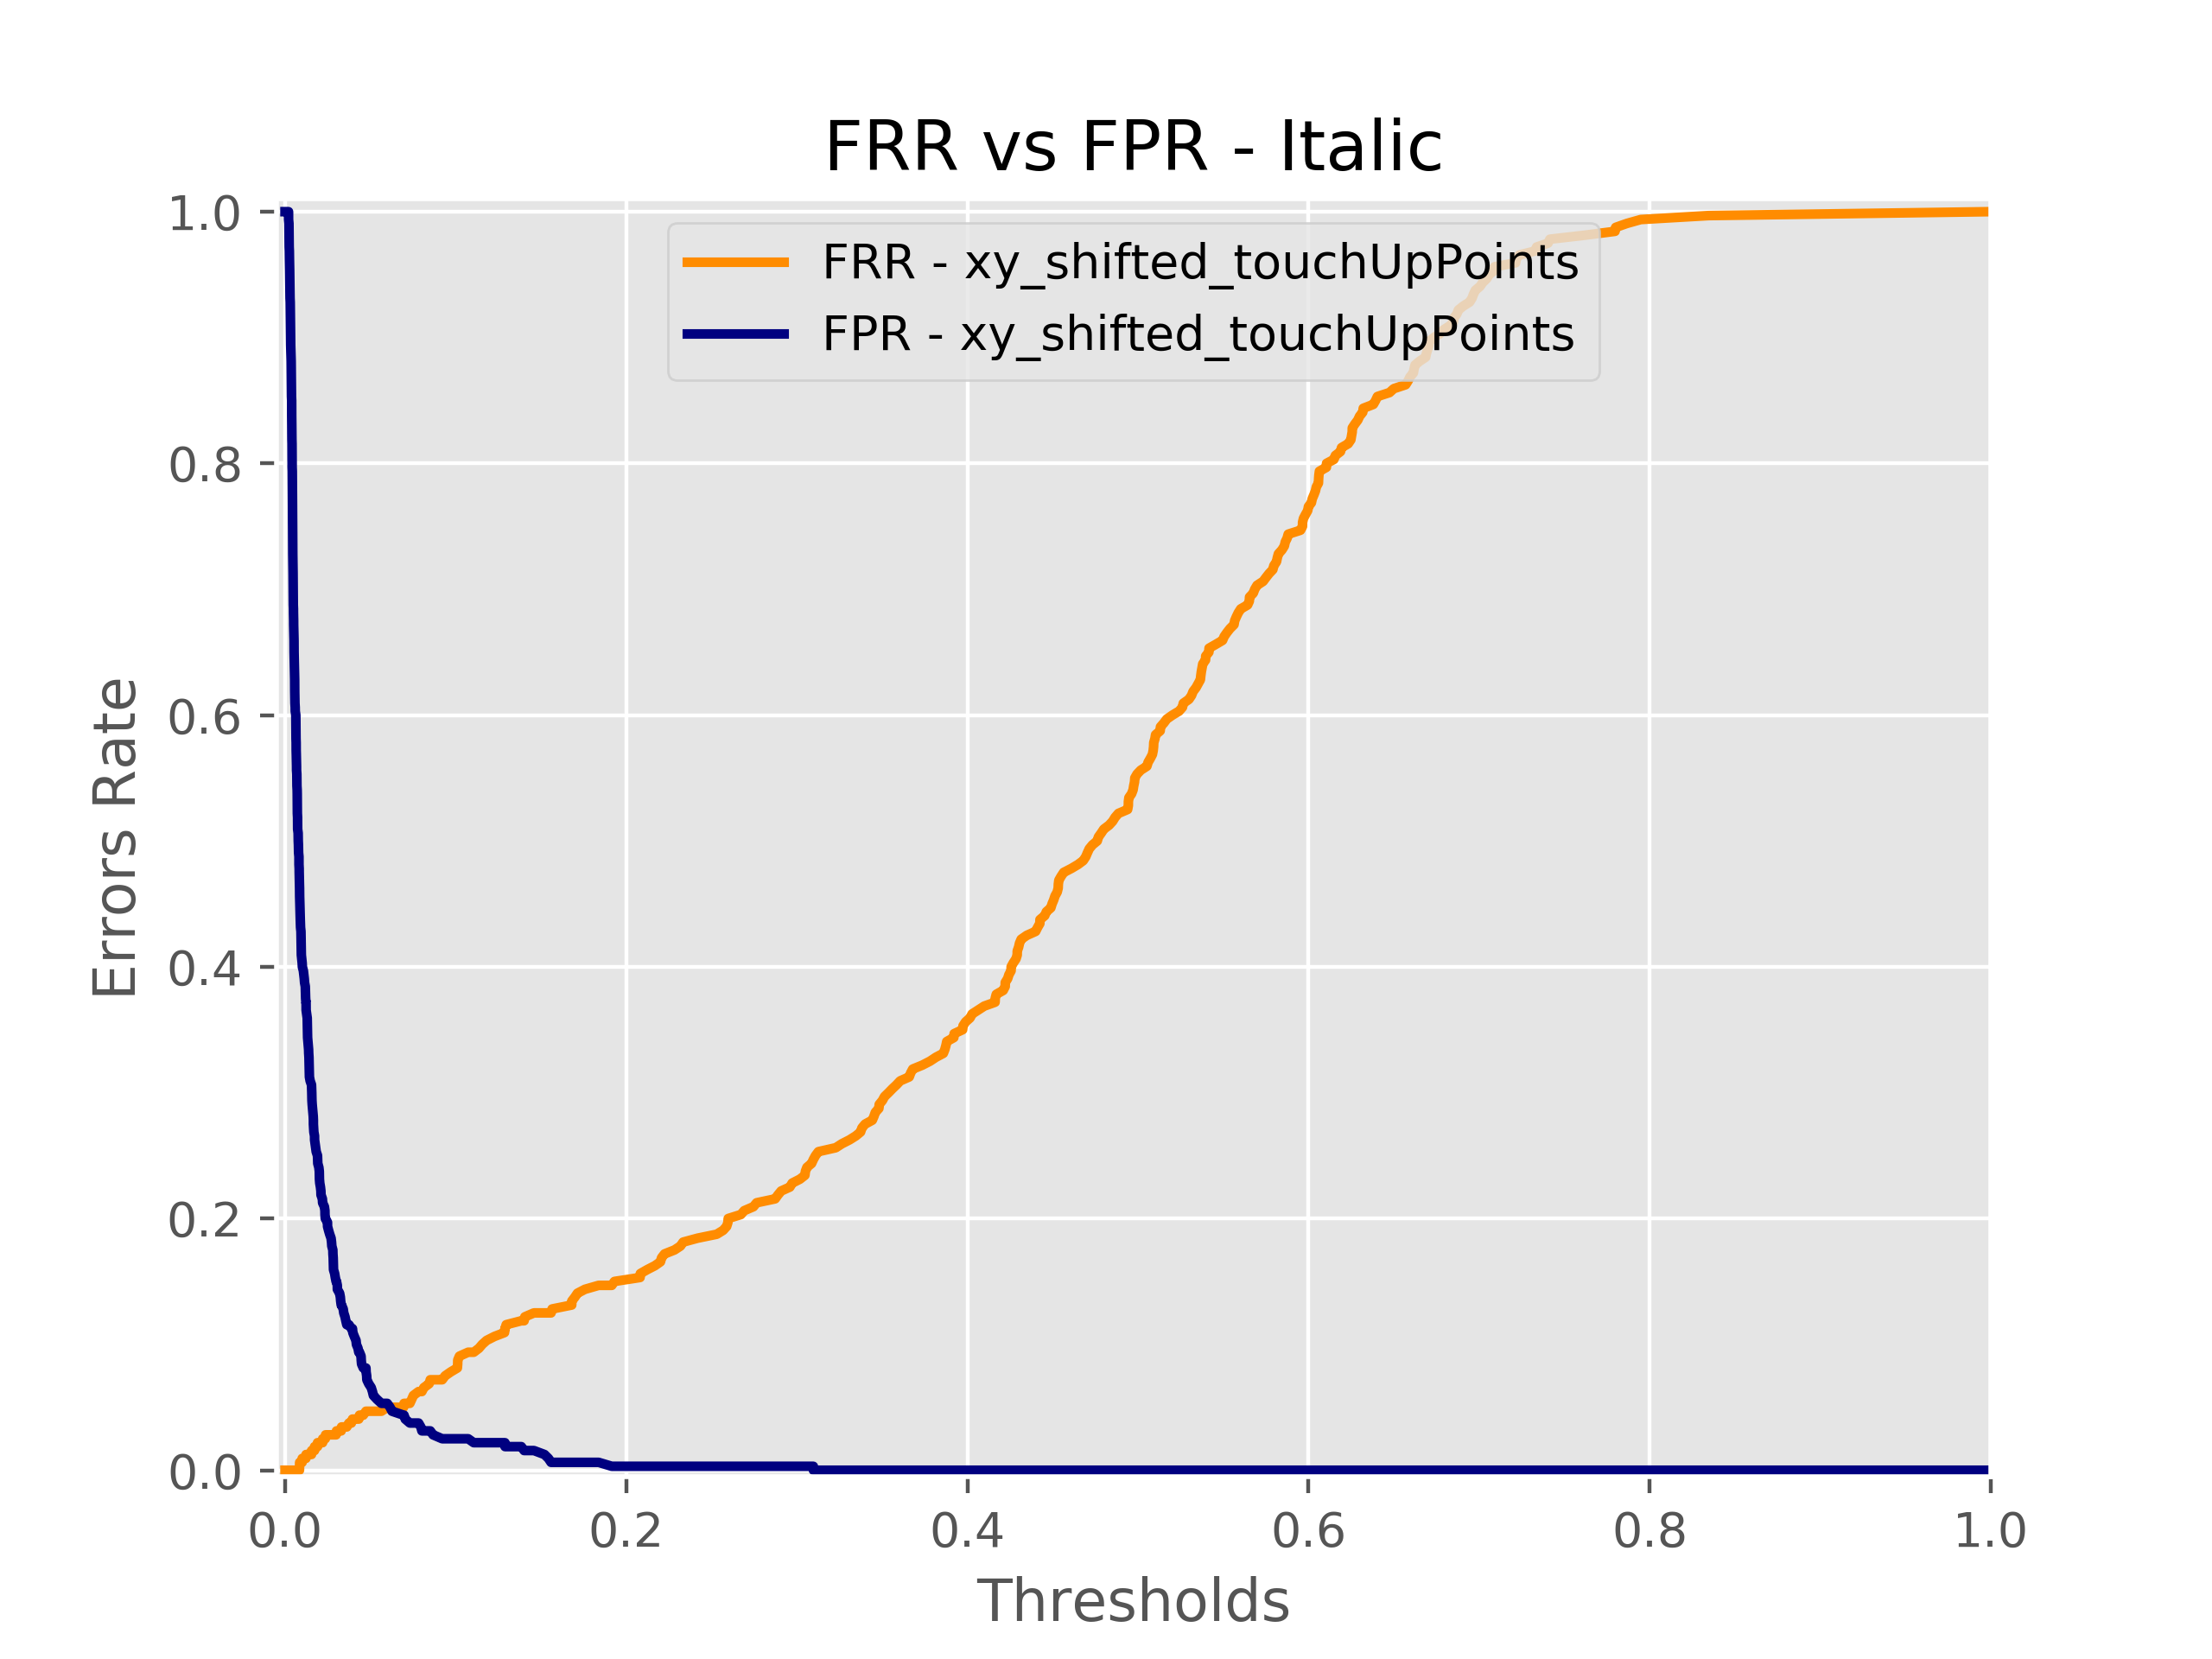 FRR vs FPR - Italic
FRR - xy_shifted_touchUpPoints
FPR - xy_shifted_touchUpPoints
Errors Rate
1.0
0.8
0.6
0.4
0.2
0.0
0.0 0.2 0.4 0.6 0.8 1.0
Thresholds